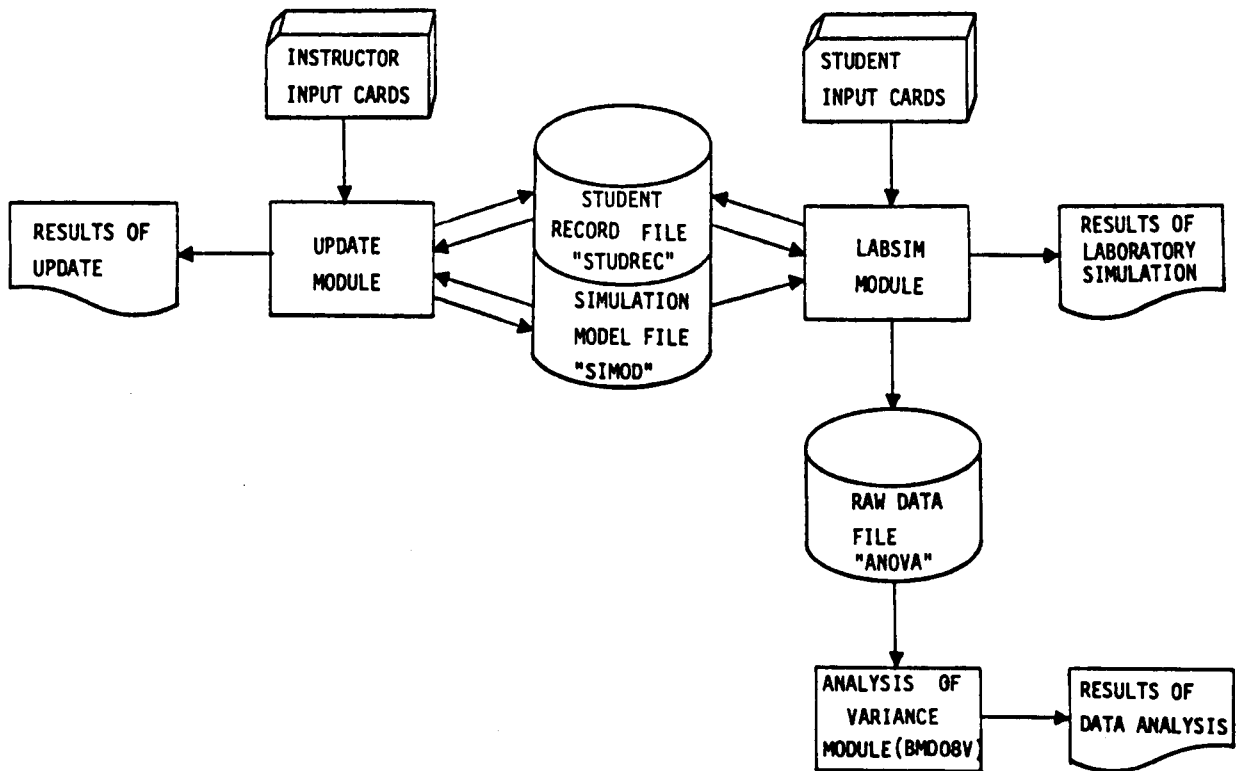 INSTRUCTOR
INPUT CARDS
STUDENT
INPUT CARDS
RESULTS OF
UPDATE
UPDATE
MODULE
STUDENT
RECORD FILE
"STUDREC"
SIMULATION
MODEL FILE
"SIMOD"
LABSIM
MODULE
RESULTS OF
LABORATORY
SIMULATION
RAW DATA
FILE
"ANOVA"
ANALYSIS OF
VARIANCE
MODULE(BMD08V)
RESULTS OF
DATA ANALYSIS